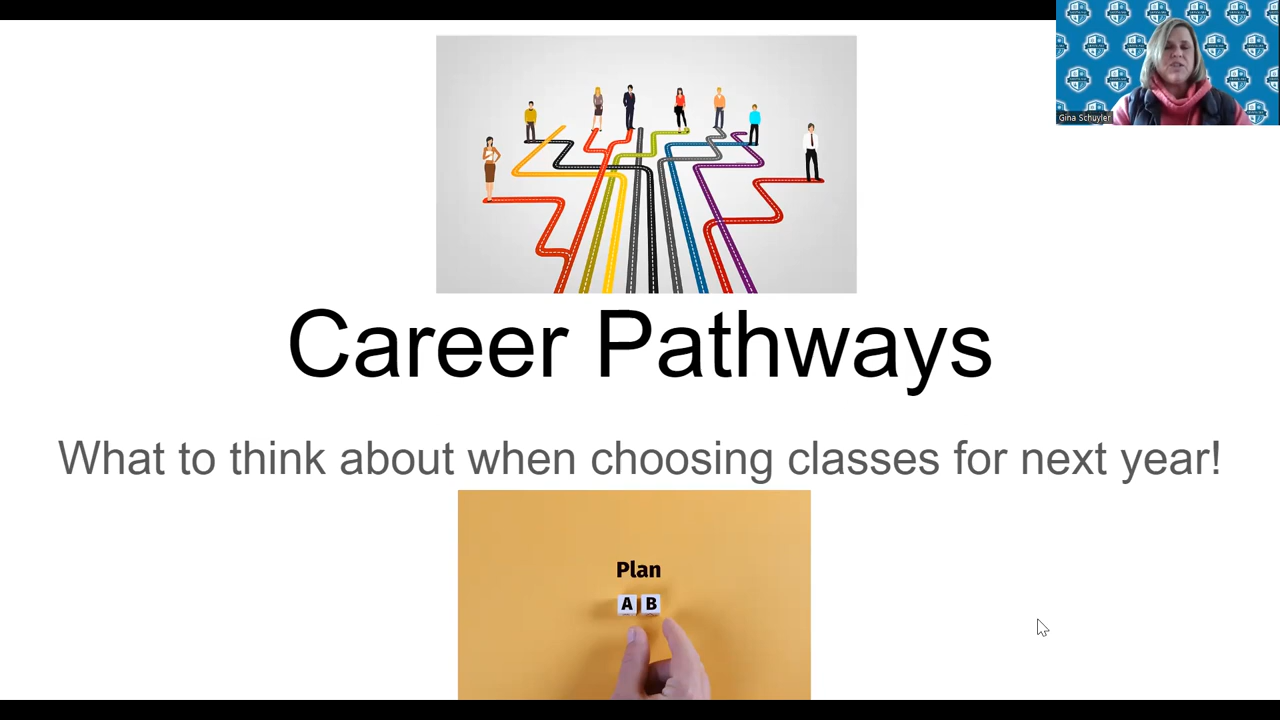 Gina Schuyler
Career Pathways
What to think about when choosing classes for next year!
Plan
A B